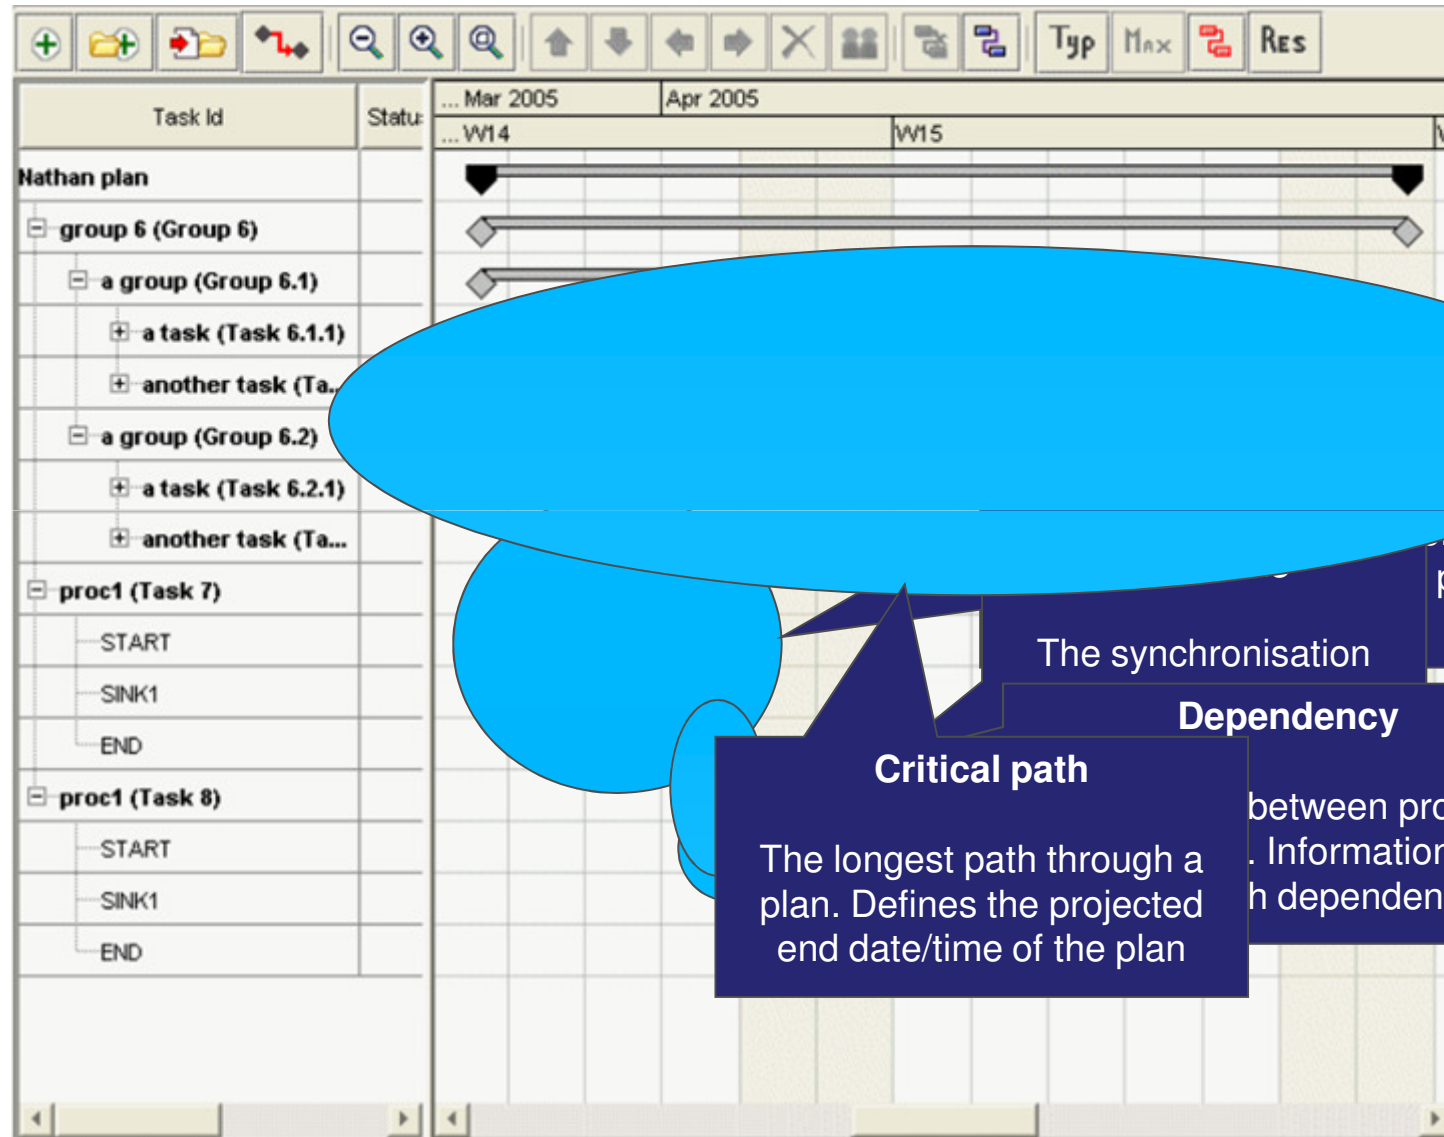 Typ Max Res
Task Id
Statu
... Mar 2005 Apr 2005
... W14 W15
Nathan plan
group 6 (Group 6)
a group (Group 6.1)
a task (Task 6.1.1)
another task (Ta...
a group (Group 6.2)
a task (Task 6.2.1)
another task (Ta...
proc1 (Task 7)
START
SINK1
END
proc1 (Task 8)
START
SINK1
END
The synchronisation
Dependency
between pro
. Information
h dependen
Critical path
The longest path through a
plan. Defines the projected
end date/time of the plan